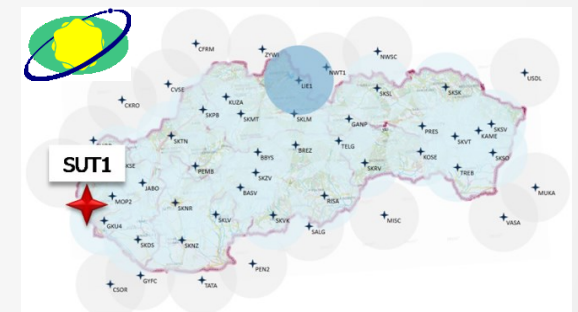 CFRM
ZYWI
NWSC
NWT1
USDL
LIE1
CVSE
SKSL
SKSK
CKRO
KUZA
SKPB
SKMT
SKLM
GANP
PRES
SKSV
KAME
SKVT
SKTN
BREZ
TELG
SUT1
BBYS
KOSE
SKSO
PEMB
SKZV
SKRV
TREB
JABO
BASV
MUKA
MOP2
RISA
SKNR
SKLV
SKVK
MISC
VASA
GKU4
SALG
SKDS
SKNZ
PEN2
GYFC
TATA
CSOR